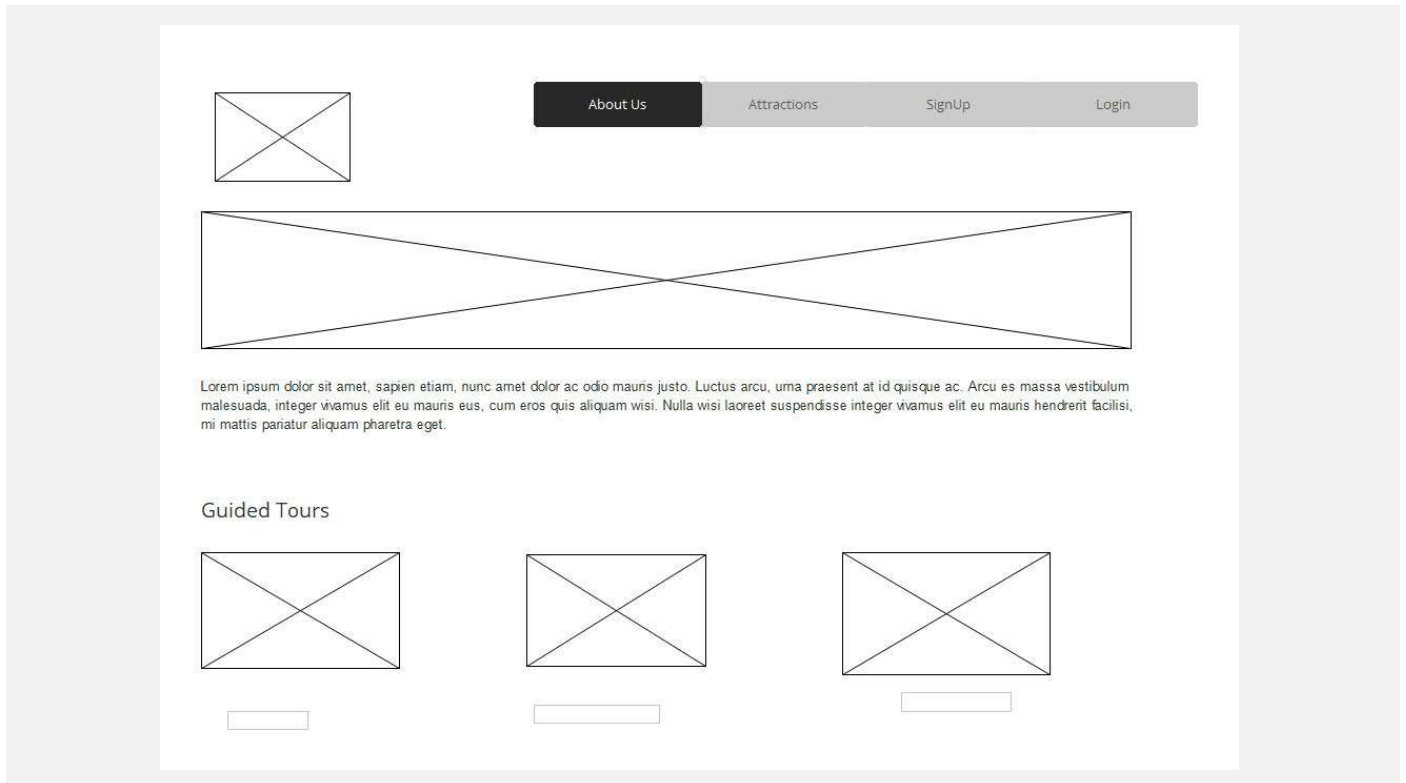 About Us
Attractions
SignUp
Login
Lorem ipsum dolor sit amet, sapien etiam, nunc amet dolor ac odio mauris justo. Luctus arcu, urna praesent at id quisque ac. Arcu es massa vestibulum
malesuada, integer vivamus elit eu mauris eus, cum eros quis aliquam wisi. Nulla wisi laoreet suspendisse integer vivamus elit eu mauris hendrerit facilisi,
mi mattis pariatur aliquam pharetra eget.
Guided Tours